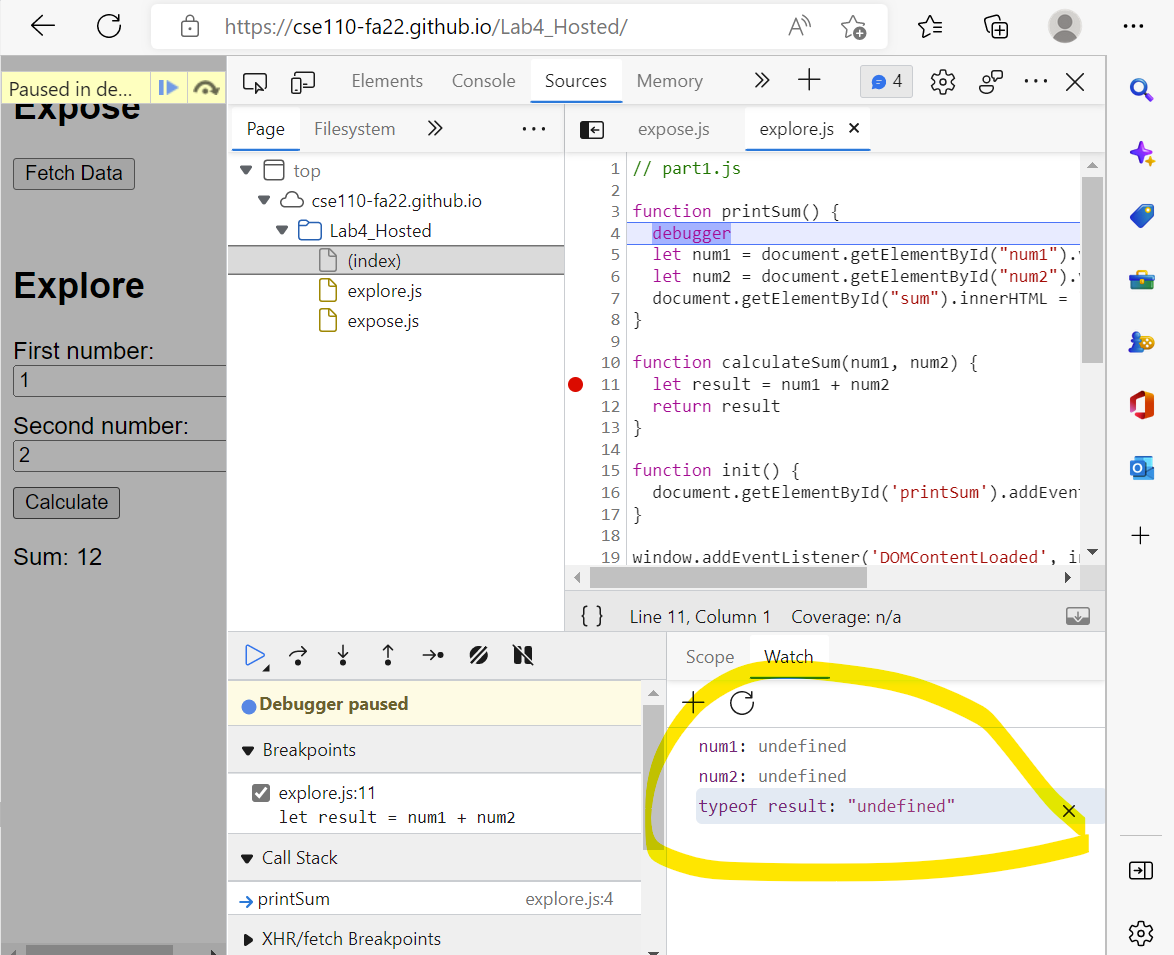 https://cse110-fa22.github.io/Lab4_Hosted/
Paused in de...
Expose
Fetch Data
Explore
First number:
1
Second number:
2
Calculate
Sum: 12
Elements Console Sources Memory 4
Page Filesystem
top
cse110-fa22.github.io
Lab4_Hosted
(index)
explore.js
expose.js
expose.js explore.js
1 // part1.js
2
3 function printSum() {
4 debugger
5 let num1 = document.getElementById("num1").
6 let num2 = document.getElementById("num2").
7 document.getElementById("sum").innerHTML =
8 }
9
10 function calculateSum(num1, num2) {
11 let result = num1 + num2
12 return result
13 }
14
15 function init() {
16 document.getElementById('printSum').addEven
17 }
18
19 window.addEventListener('DOMContentLoaded', i
{ } Line 11, Column 1 Coverage: n/a
Debugger paused
Breakpoints
explore.js:11
let result = num1 + num2
Call Stack
printSum explore.js:4
XHR/fetch Breakpoints
Scope Watch
num1: undefined
num2: undefined
typeof result: "undefined"